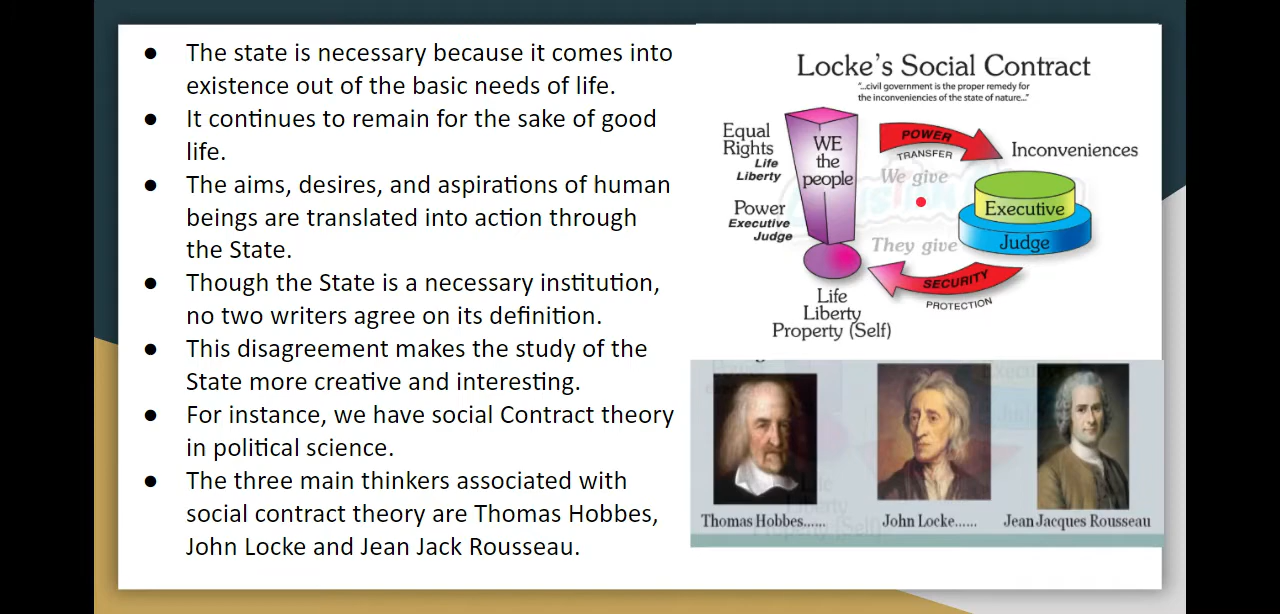 ● The state is necessary because it comes into
existence out of the basic needs of life.
● It continues to remain for the sake of good
life.
● The aims, desires, and aspirations of human
beings are translated into action through
the State.
● Though the State is a necessary institution,
no two writers agree on its definition.
● This disagreement makes the study of the
State more creative and interesting.
● For instance, we have social Contract theory
in political science.
● The three main thinkers associated with
social contract theory are Thomas Hobbes,
John Locke and Jean Jack Rousseau.
Locke's Social Contract
"...civil government is the proper remedy for
the inconveniencies of the state of nature..."
Equal
Rights
Life
Liberty
Power
Executive
Judge
WE
the
people
Life
Liberty
Property (Self)
POWER
TRANSFER
We give
They give
SECURITY
PROTECTION
Inconveniences
Executive
Judge
Thomas Hobbes......
John Locke......
Jean Jacques Rousseau
Life
Liberty
Property (Self)